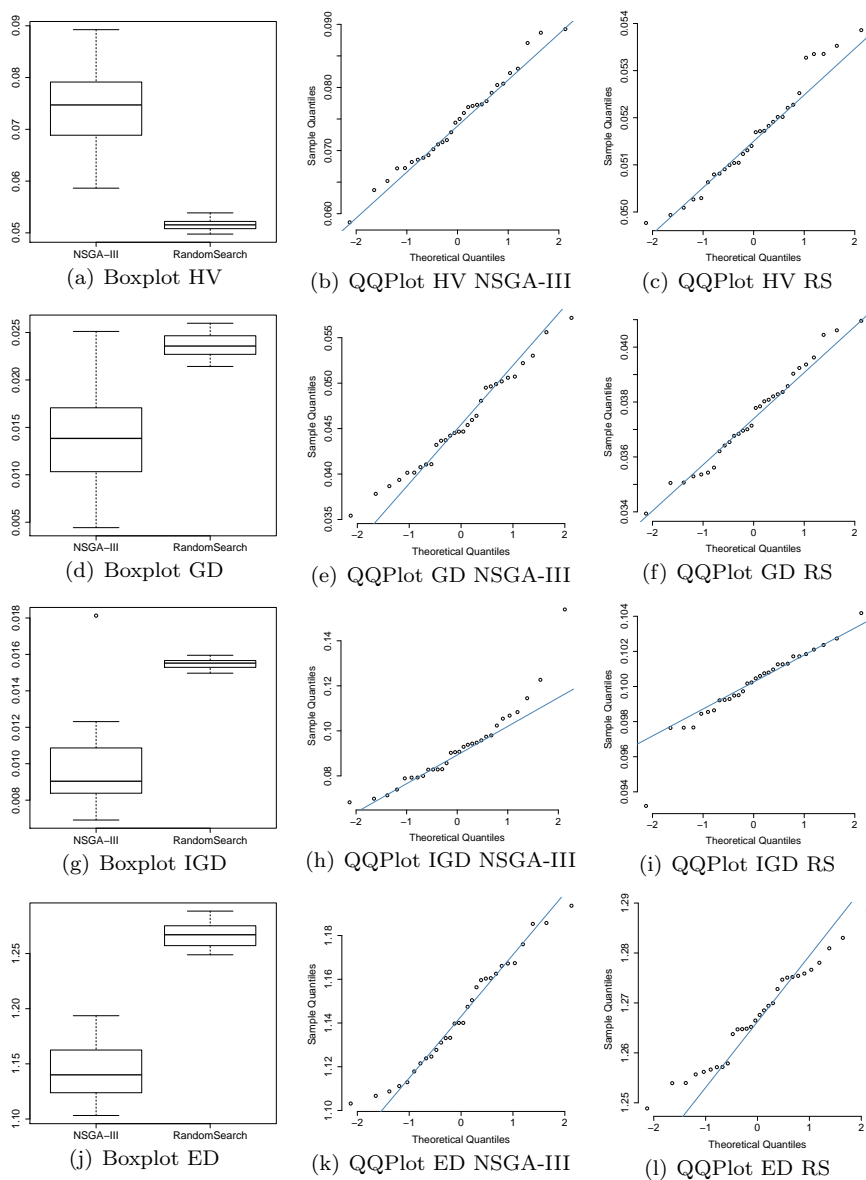 0.05 0.06 0.07 0.08 0.09
NSGA−III RandomSearch
(a) Boxplot HV
Sample Quantiles
0.060 0.070 0.080 0.090
−2 −1 0 1 2
Theoretical Quantiles
(b) QQPlot HV NSGA-III
Sample Quantiles
0.050 0.051 0.052 0.053 0.054
−2 −1 0 1 2
Theoretical Quantiles
(c) QQPlot HV RS
0.005 0.010 0.015 0.020 0.025
NSGA−III RandomSearch
(d) Boxplot GD
Sample Quantiles
0.035 0.040 0.045 0.050 0.055
−2 −1 0 1 2
Theoretical Quantiles
(e) QQPlot GD NSGA-III
Sample Quantiles
0.034 0.036 0.038 0.040
−2 −1 0 1 2
Theoretical Quantiles
(f) QQPlot GD RS
0.008 0.010 0.012 0.014 0.016 0.018
NSGA−III RandomSearch
(g) Boxplot IGD
Sample Quantiles
0.08 0.10 0.12 0.14
−2 −1 0 1 2
Theoretical Quantiles
(h) QQPlot IGD NSGA-III
Sample Quantiles
0.094 0.096 0.098 0.100 0.102 0.104
−2 −1 0 1 2
Theoretical Quantiles
(i) QQPlot IGD RS
1.10 1.15 1.20 1.25
NSGA−III RandomSearch
(j) Boxplot ED
Sample Quantiles
1.10 1.12 1.14 1.16 1.18
−2 −1 0 1 2
Theoretical Quantiles
(k) QQPlot ED NSGA-III
Sample Quantiles
1.25 1.26 1.27 1.28 1.29
−2 −1 0 1 2
Theoretical Quantiles
(l) QQPlot ED RS